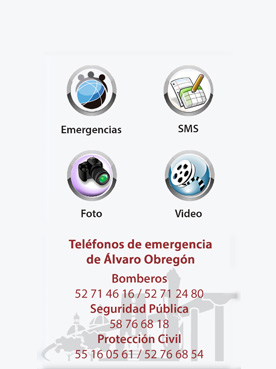 Emergencias
SMS
Foto
Video
Teléfonos de emergencia
de Álvaro Obregón
Bomberos
52 71 46 16 / 52 71 24 80
Seguridad Pública
58 76 68 18
Protección Civil
55 16 05 61 / 52 76 68 54